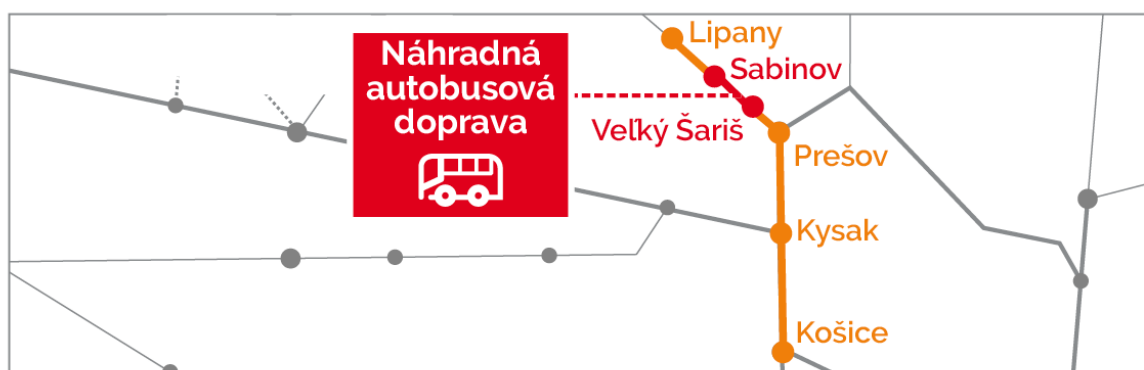 Náhradná
autobusová
doprava
Lipany
Sabinov
Veľký Šariš
Prešov
Kysak
Košice